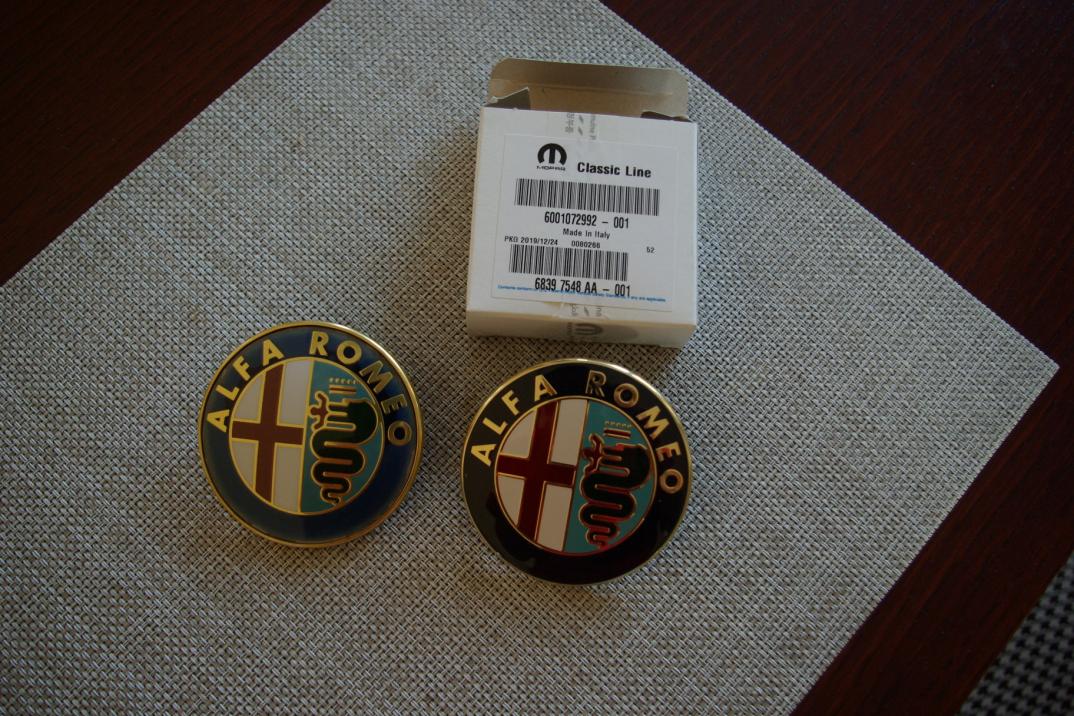 MOPAR
Classic Line
6001072992 - 001
Made in Italy
PKG 2019/12/24 0080266 52
6839 7548 AA - 001
ALFA ROMEO
ALFA ROMEO